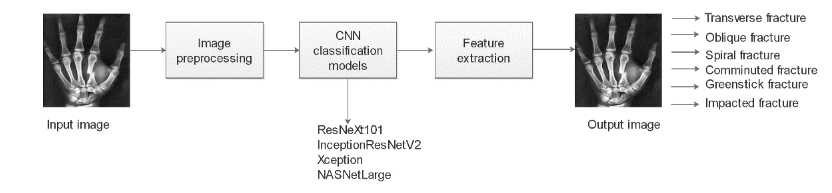 Input image
Image
preprocessing
CNN
classification
models
ResNeXt101
InceptionResNetV2
Xception
NASNetLarge
Feature
extraction
Output image
Transverse fracture
Oblique fracture
Spiral fracture
Comminuted fracture
Greenstick fracture
Impacted fracture